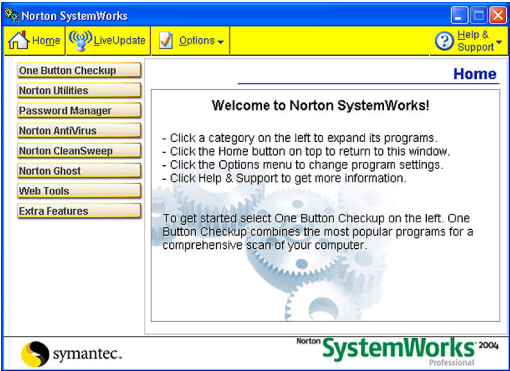 Norton SystemWorks
Home LiveUpdate Options Help & Support
One Button Checkup
Norton Utilities
Password Manager
Norton AntiVirus
Norton CleanSweep
Norton Ghost
Web Tools
Extra Features
Home
Welcome to Norton SystemWorks!
- Click a category on the left to expand its programs.
- Click the Home button on top to return to this window.
- Click the Options menu to change program settings.
- Click Help & Support to get more information.
To get started select One Button Checkup on the left. One
Button Checkup combines the most popular programs for a
comprehensive scan of your computer.
symantec.
Norton SystemWorks 2004
Professional